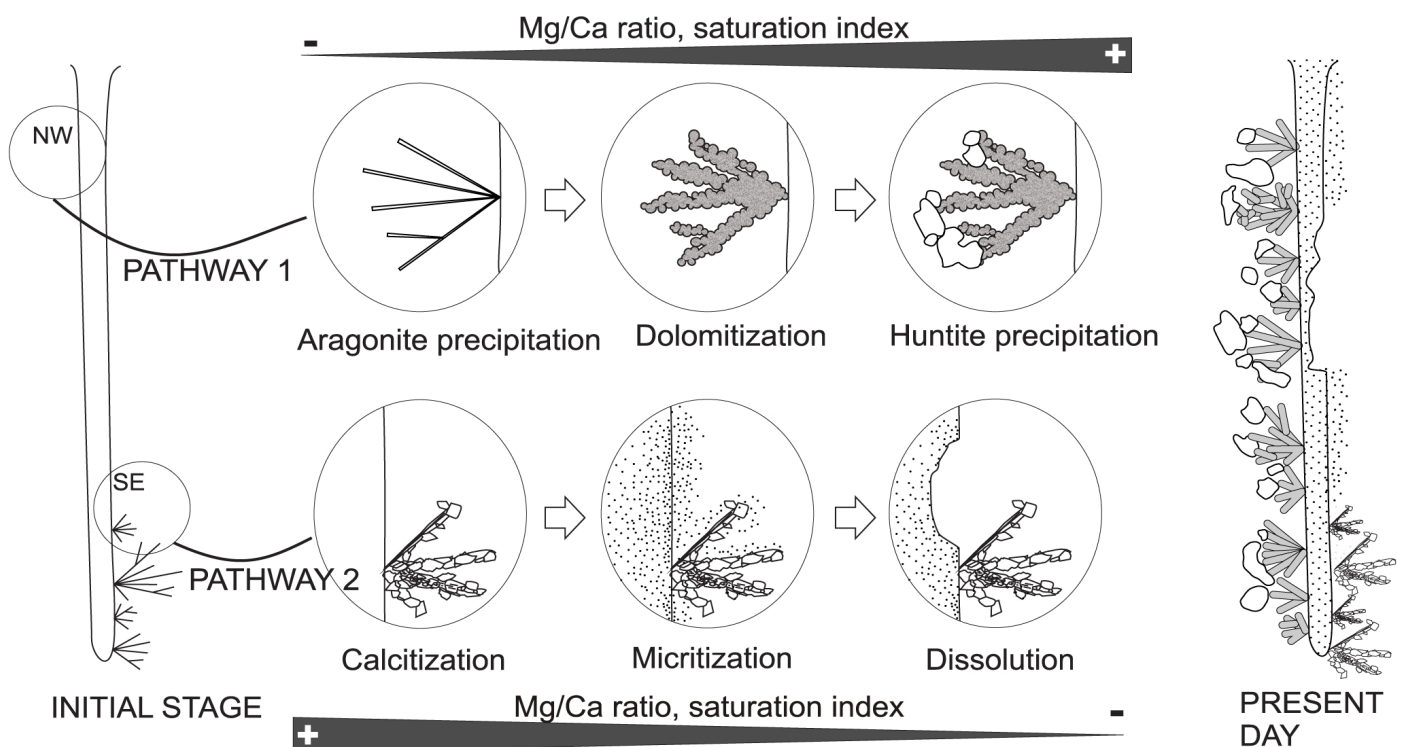 Mg/Ca ratio, saturation index
-
+
NW
PATHWAY 1
Aragonite precipitation
Dolomitization
Huntite precipitation
SE
PATHWAY 2
Calcitization
Micritization
Dissolution
INITIAL STAGE
Mg/Ca ratio, saturation index
-
+
PRESENT
DAY